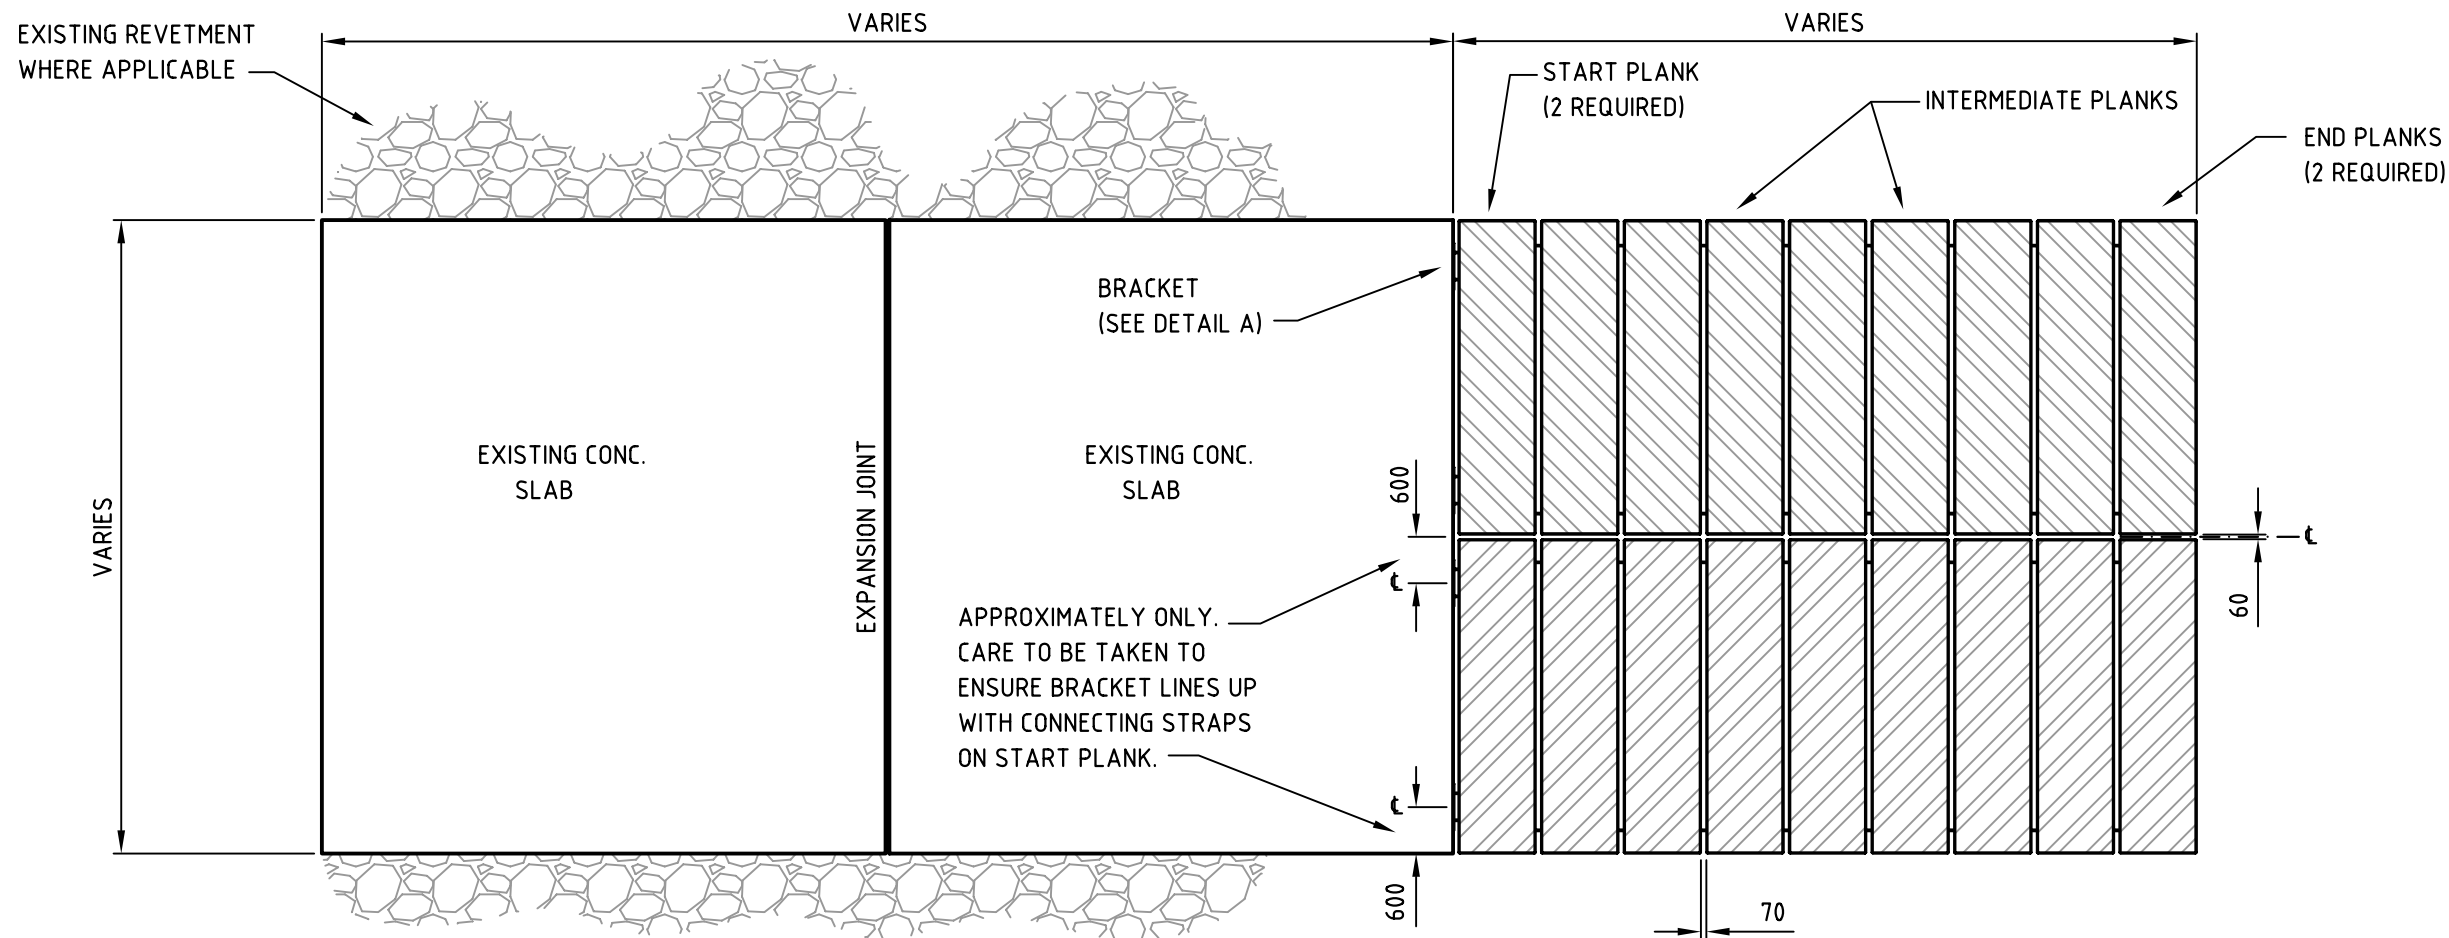 VARIES
VARIES
EXISTING REVETMENT
WHERE APPLICABLE
START PLANK
(2 REQUIRED)
INTERMEDIATE PLANKS
END PLANKS
(2 REQUIRED)
BRACKET
(SEE DETAIL A)
EXISTING CONC.
SLAB
EXPANSION JOINT
EXISTING CONC.
SLAB
600
VARIES
℄
℄
60
APPROXIMATELY ONLY.
CARE TO BE TAKEN TO
ENSURE BRACKET LINES UP
WITH CONNECTING STRAPS
ON START PLANK.
℄
600
70